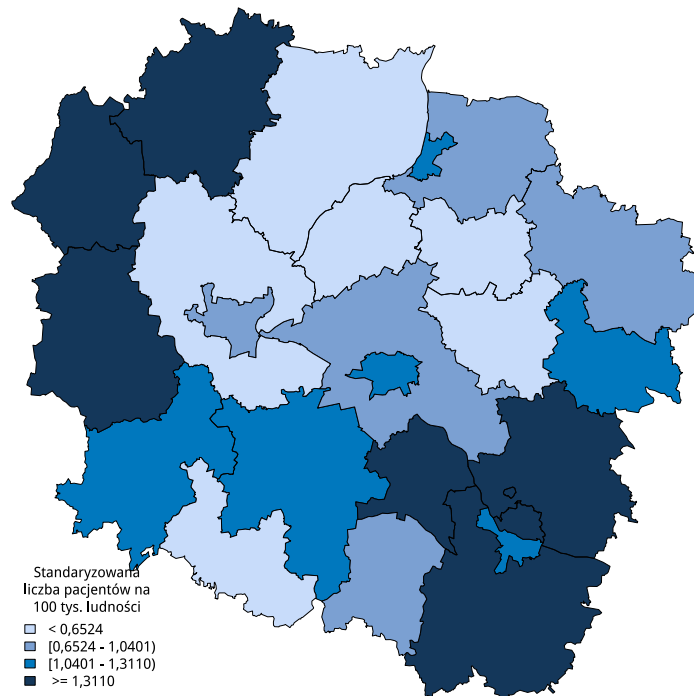 Standaryzowana
liczba pacjentów na
100 tys. ludności
< 0,6524
[0,6524 - 1,0401)
[1,0401 - 1,3110)
>= 1,3110